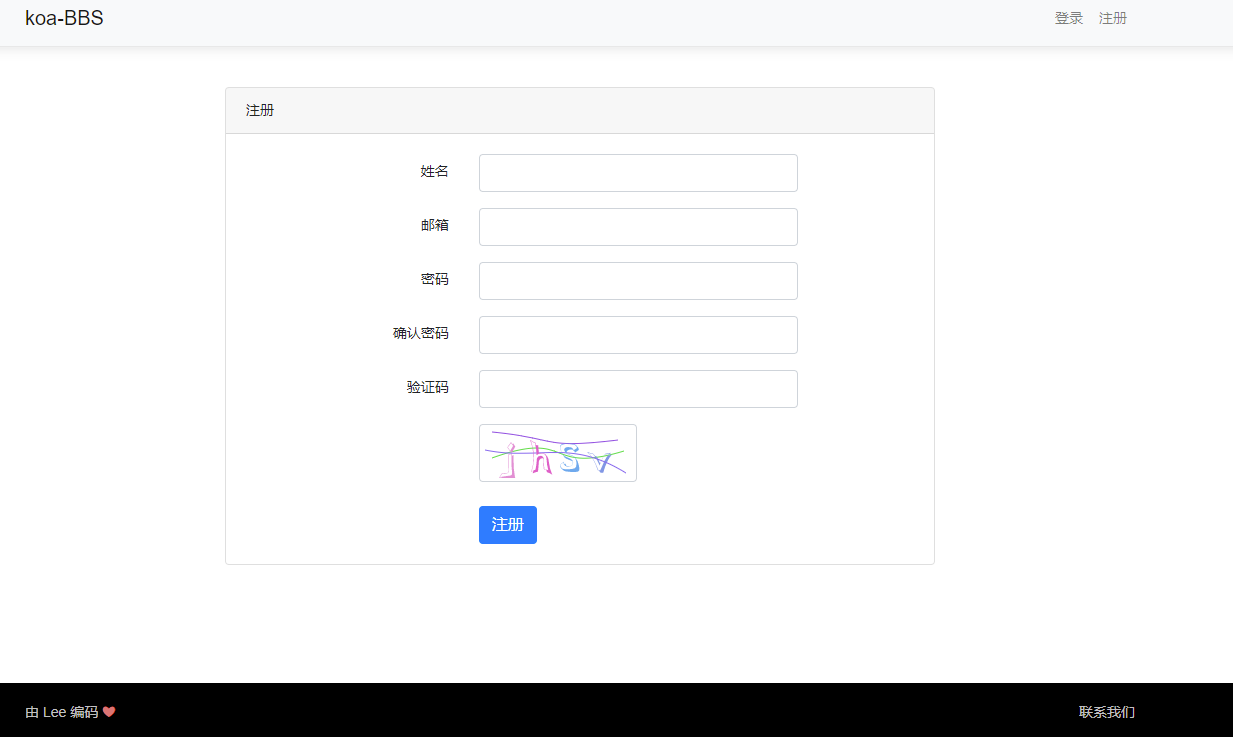 koa-BBS
登录 注册
注册
姓名
邮箱
密码
确认密码
验证码
jhSv
注册
由 Lee 编码 ❤
联系我们